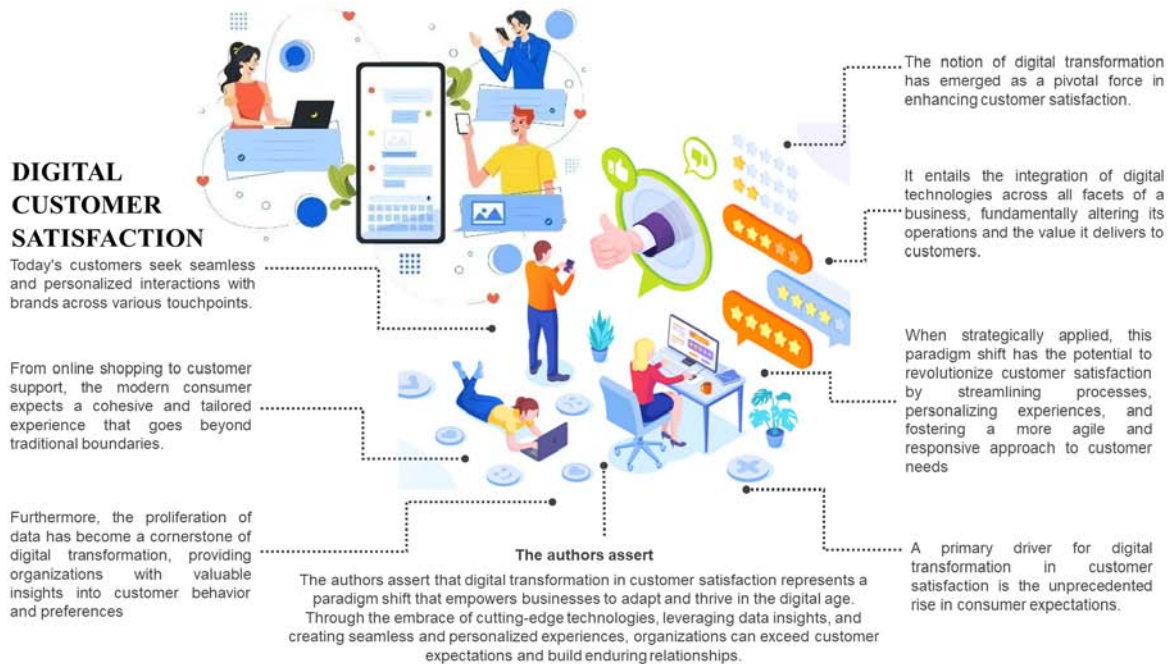 DIGITAL
CUSTOMER
SATISFACTION
Today's customers seek seamless
and personalized interactions with
brands across various touchpoints.
From online shopping to customer
support, the modern consumer
expects a cohesive and tailored
experience that goes beyond
traditional boundaries.
Furthermore, the proliferation of
data has become a cornerstone of
digital transformation, providing
organizations with valuable
insights into customer behavior
and preferences
The notion of digital transformation
has emerged as a pivotal force in
enhancing customer satisfaction.
It entails the integration of digital
technologies across all facets of a
business, fundamentally altering its
operations and the value it delivers to
customers.
When strategically applied, this
paradigm shift has the potential to
revolutionize customer satisfaction
by streamlining processes,
personalizing experiences, and
fostering a more agile and
responsive approach to customer
needs
A primary driver for digital
transformation in customer
satisfaction is the unprecedented
rise in consumer expectations.
The authors assert
The authors assert that digital transformation in customer satisfaction represents a
paradigm shift that empowers businesses to adapt and thrive in the digital age.
Through the embrace of cutting-edge technologies, leveraging data insights, and
creating seamless and personalized experiences, organizations can exceed customer
expectations and build enduring relationships.